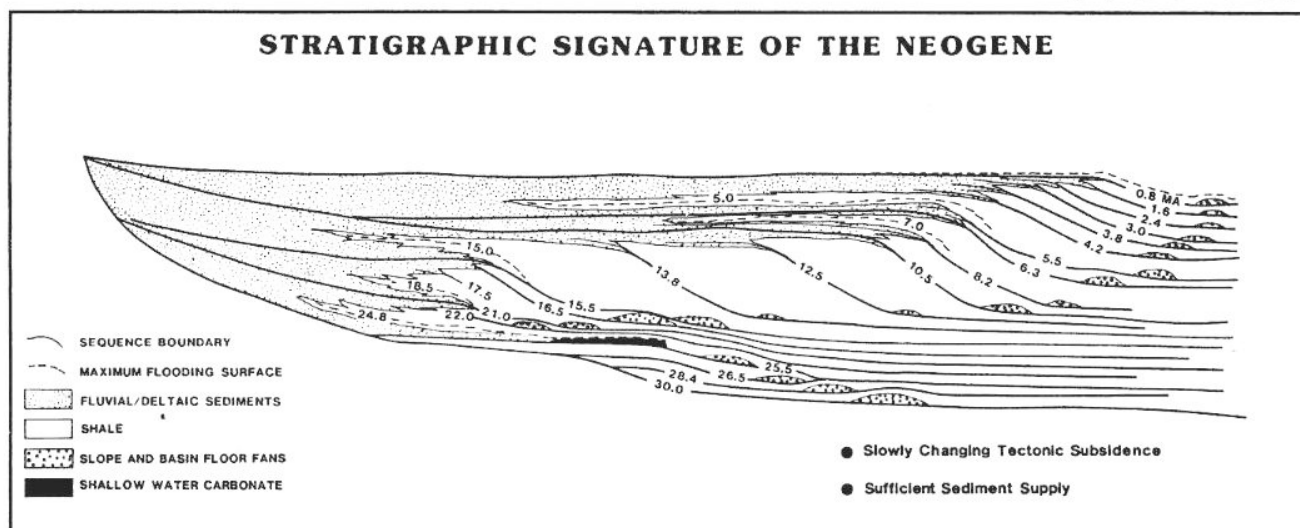 STRATIGRAPHIC SIGNATURE OF THE NEOGENE
5.0
0.8 MA
1.6
2.4
3.0
3.8
4.2
7.0
5.5
6.3
8.2
10.5
12.5
13.8
15.0
15.5
16.5
17.5
18.5
21.0
22.0
24.8
25.5
26.5
28.4
30.0
SEQUENCE BOUNDARY
MAXIMUM FLOODING SURFACE
FLUVIAL/DELTAIC SEDIMENTS
SHALE
SLOPE AND BASIN FLOOR FANS
SHALLOW WATER CARBONATE
● Slowly Changing Tectonic Subsidence
● Sufficient Sediment Supply